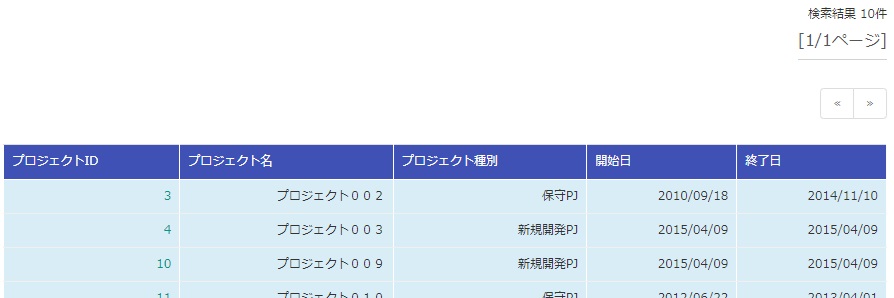 検索結果 10件
[1/1ページ]
« »
プロジェクトID プロジェクト名 プロジェクト種別 開始日 終了日
3 プロジェクト００２ 保守PJ 2010/09/18 2014/11/10
4 プロジェクト００３ 新規開発PJ 2015/04/09 2015/04/09
10 プロジェクト００９ 新規開発PJ 2015/04/09 2015/04/09
11 プロジェクト０１０ 保守PJ 2012/06/22 2013/04/01